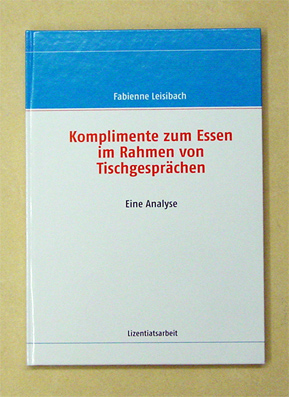 Fabienne Leisibach
Komplimente zum Essen
im Rahmen von
Tischgesprächen
Eine Analyse
Lizentiatsarbeit